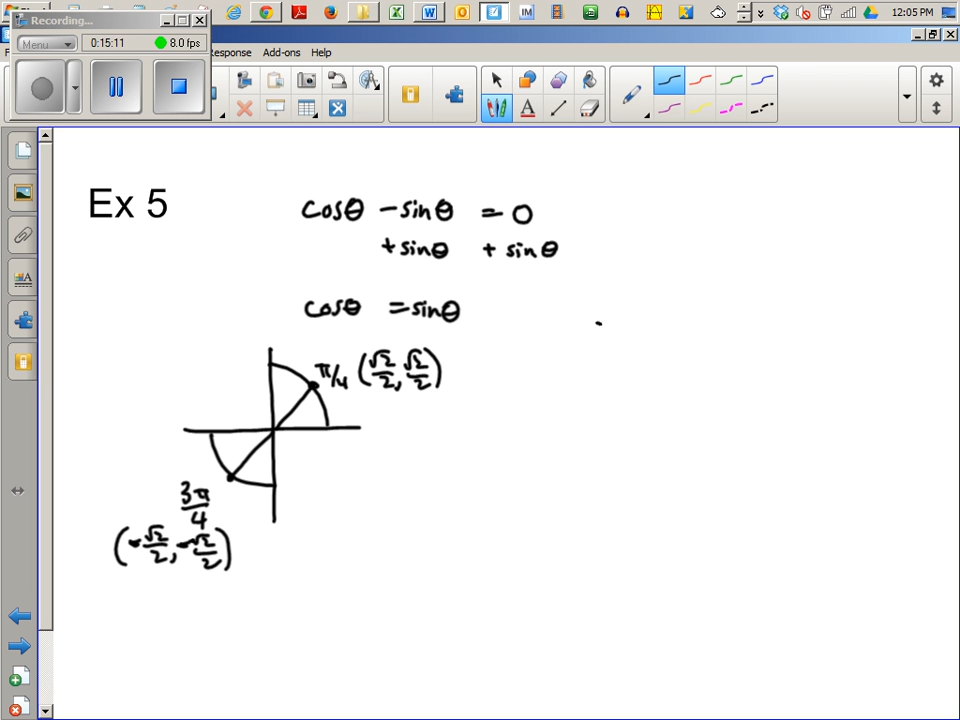 Recording...
Menu
0:15:11
8.0 fps
12:05 PM
Response Add-ons Help
Ex 5
cosθ - sinθ = 0
+ sinθ + sinθ
cosθ = sinθ
π/4 (√2/2, √2/2)
3π/4
(-√2/2, -√2/2)